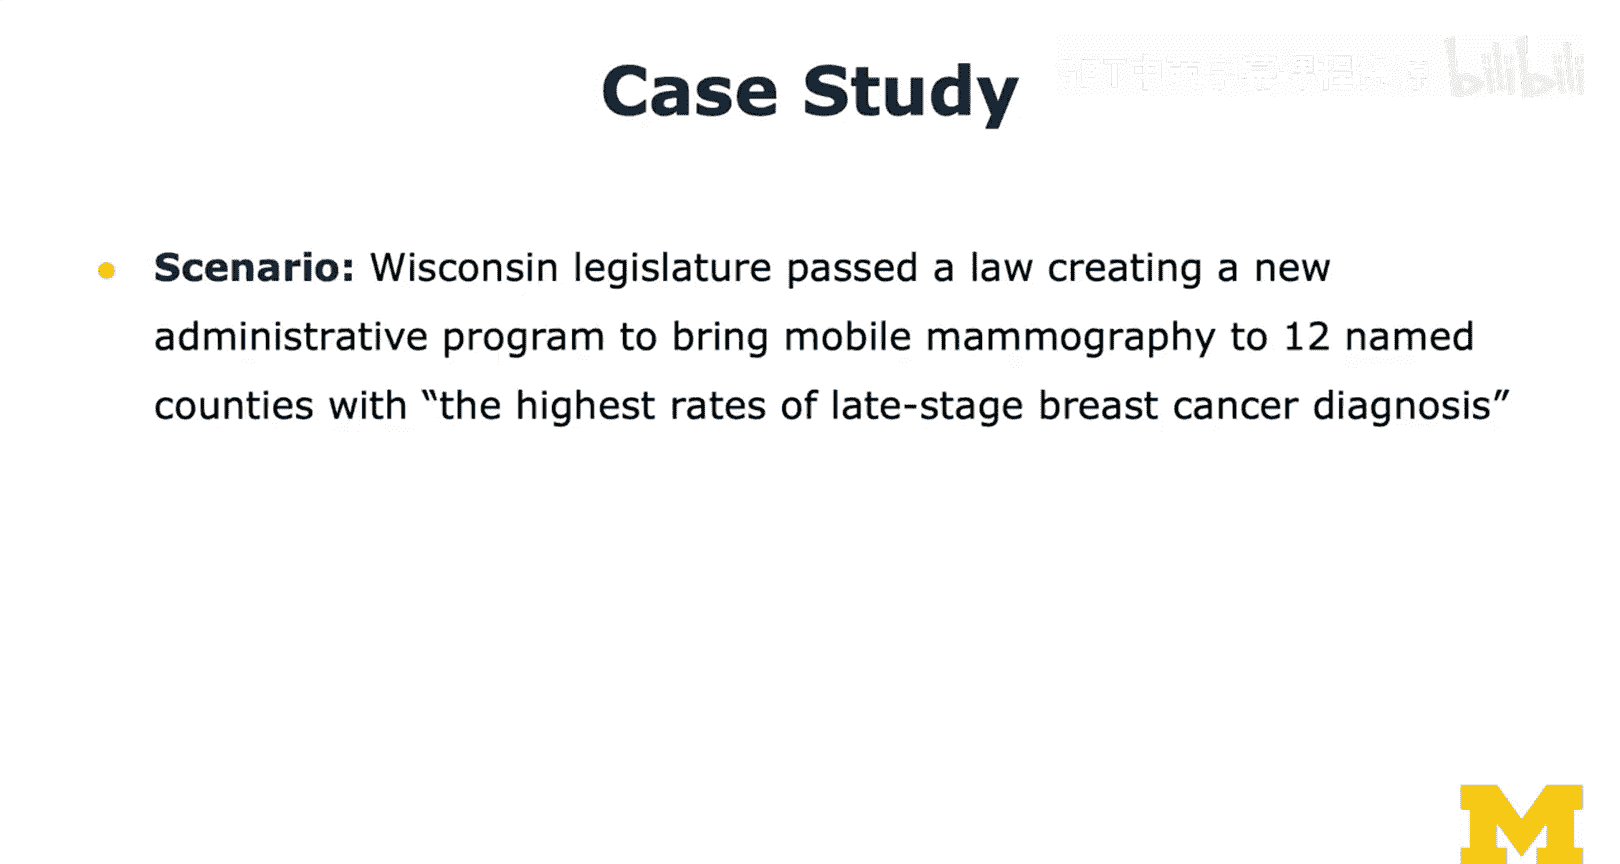 Case Study
bilibili
• Scenario: Wisconsin legislature passed a law creating a new
administrative program to bring mobile mammography to 12 named
counties with “the highest rates of late-stage breast cancer diagnosis”
M